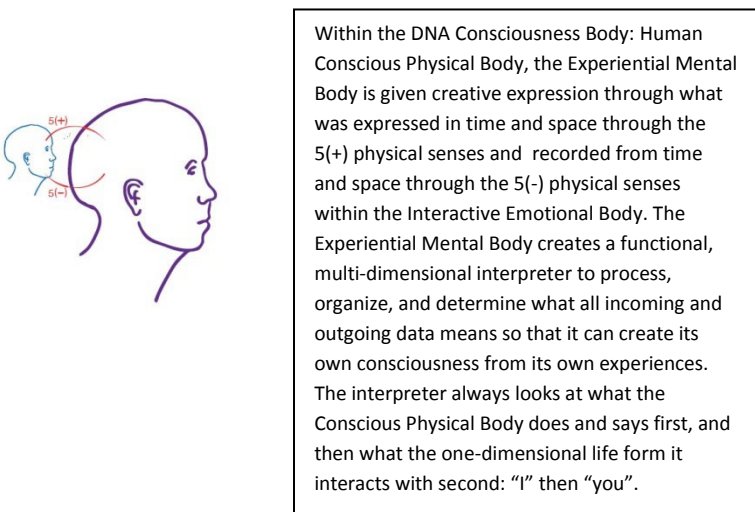 5(+)
5(-)
Within the DNA Consciousness Body: Human
Conscious Physical Body, the Experiential Mental
Body is given creative expression through what
was expressed in time and space through the
5(+) physical senses and  recorded from time
and space through the 5(-) physical senses
within the Interactive Emotional Body. The
Experiential Mental Body creates a functional,
multi-dimensional interpreter to process,
organize, and determine what all incoming and
outgoing data means so that it can create its
own consciousness from its own experiences.
The interpreter always looks at what the
Conscious Physical Body does and says first, and
then what the one-dimensional life form it
interacts with second: “I” then “you”.